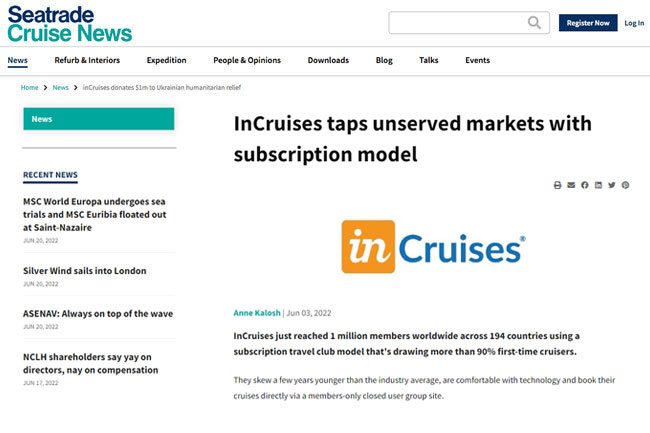 Seatrade
Cruise News
Register Now
Log In
News
Refurb & Interiors
Expedition
People & Opinions
Downloads
Blog
Talks
Events
Home > News > inCruises donates $1m to Ukrainian humanitarian relief
News
RECENT NEWS
MSC World Europa undergoes sea
trials and MSC Euribia floated out
at Saint-Nazaire
JUN 20, 2022
Silver Wind sails into London
JUN 20, 2022
ASENAV: Always on top of the wave
JUN 20, 2022
NCLH shareholders say yay on
directors, nay on compensation
JUN 17, 2022
InCruises taps unserved markets with
subscription model
in Cruises®
Anne Kalosh | Jun 03, 2022
InCruises just reached 1 million members worldwide across 194 countries using a
subscription travel club model that's drawing more than 90% first-time cruisers.
They skew a few years younger than the industry average, are comfortable with technology and book their
cruises directly via a members-only closed user group site.